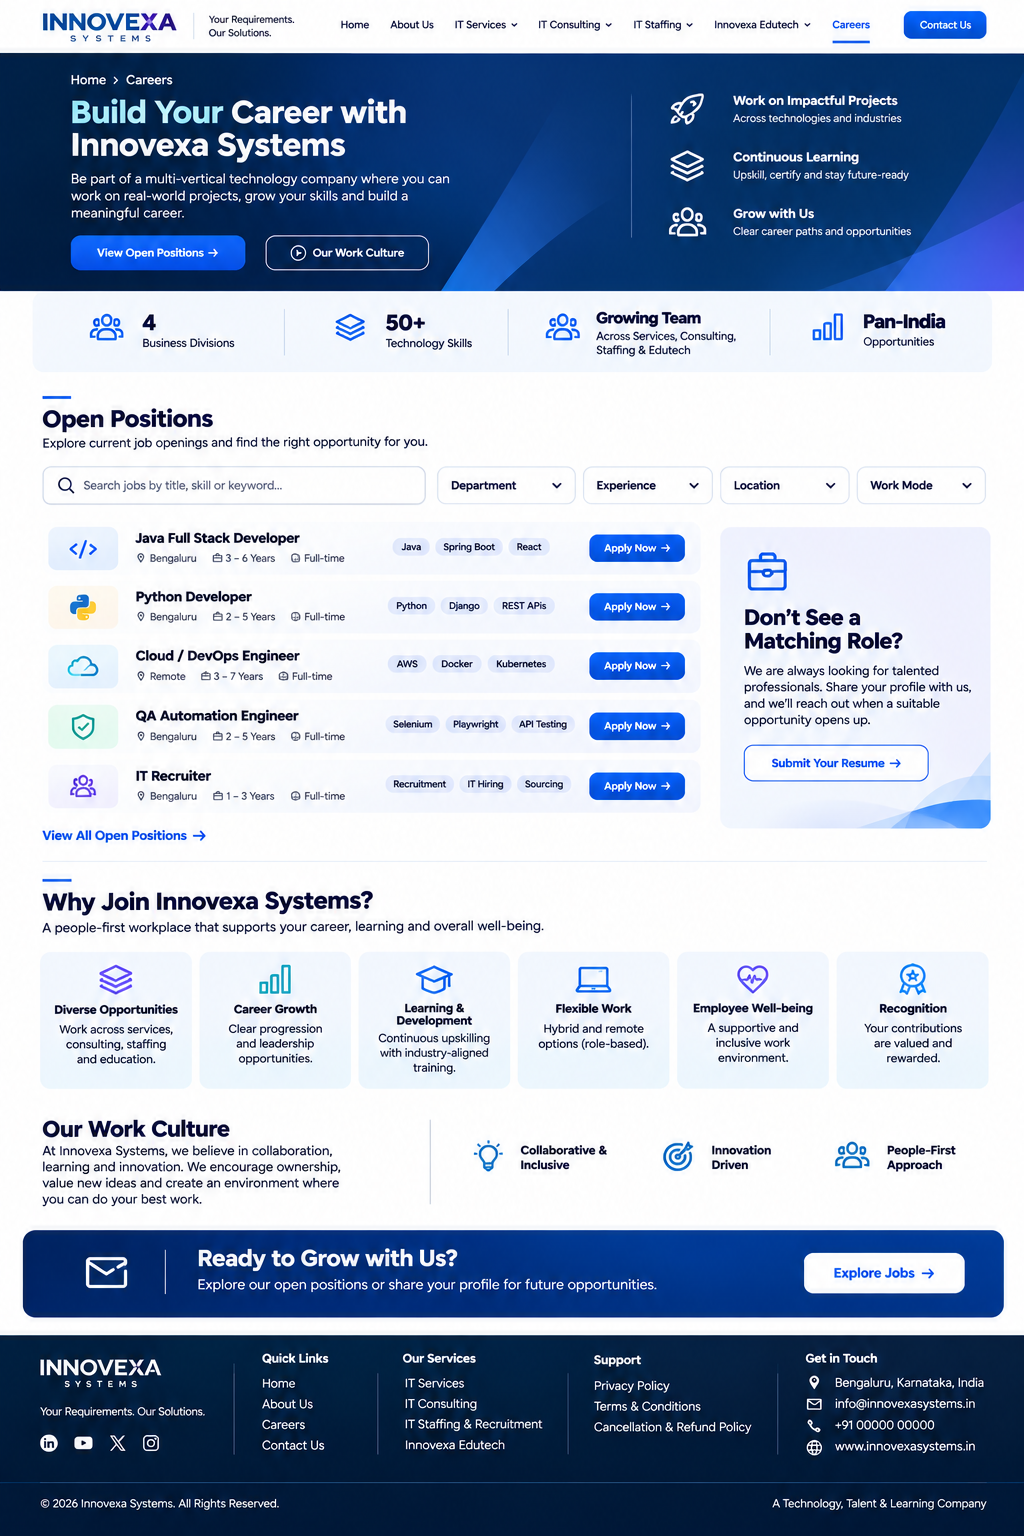 INNOVEXA
SYSTEMS
Your Requirements.
Our Solutions.
Home
About Us
IT Services
IT Consulting
IT Staffing
Innovexa Edutech
Careers
Contact Us
Home > Careers
Build Your Career with
Innovexa Systems
Be part of a multi-vertical technology company where you can
work on real-world projects, grow your skills and build a
meaningful career.
View Open Positions →
Our Work Culture
Work on Impactful Projects
Across technologies and industries
Continuous Learning
Upskill, certify and stay future-ready
Grow with Us
Clear career paths and opportunities
4
Business Divisions
50+
Technology Skills
Growing Team
Across Services, Consulting,
Staffing & Edutech
Pan-India
Opportunities
Open Positions
Explore current job openings and find the right opportunity for you.
Search jobs by title, skill or keyword...
Department
Experience
Location
Work Mode
</>
Java Full Stack Developer
Bengaluru 3 – 6 Years Full-time
Java Spring Boot React
Apply Now →
Python Developer
Bengaluru 2 – 5 Years Full-time
Python Django REST APIs
Apply Now →
Cloud / DevOps Engineer
Remote 3 – 7 Years Full-time
AWS Docker Kubernetes
Apply Now →
QA Automation Engineer
Bengaluru 2 – 5 Years Full-time
Selenium Playwright API Testing
Apply Now →
IT Recruiter
Bengaluru 1 – 3 Years Full-time
Recruitment IT Hiring Sourcing
Apply Now →
View All Open Positions →
Don't See a
Matching Role?
We are always looking for talented
professionals. Share your profile with us,
and we'll reach out when a suitable
opportunity opens up.
Submit Your Resume →
Why Join Innovexa Systems?
A people-first workplace that supports your career, learning and overall well-being.
Diverse Opportunities
Work across services,
consulting, staffing
and education.
Career Growth
Clear progression
and leadership
opportunities.
Learning &
Development
Continuous upskilling
with industry-aligned
training.
Flexible Work
Hybrid and remote
options (role-based).
Employee Well-being
A supportive and
inclusive work
environment.
Recognition
Your contributions
are valued and
rewarded.
Our Work Culture
At Innovexa Systems, we believe in collaboration,
learning and innovation. We encourage ownership,
value new ideas and create an environment where
you can do your best work.
Collaborative &
Inclusive
Innovation
Driven
People-First
Approach
Ready to Grow with Us?
Explore our open positions or share your profile for future opportunities.
Explore Jobs →
INNOVEXA
SYSTEMS
Your Requirements. Our Solutions.
Quick Links
Home
About Us
Careers
Contact Us
Our Services
IT Services
IT Consulting
IT Staffing & Recruitment
Innovexa Edutech
Support
Privacy Policy
Terms & Conditions
Cancellation & Refund Policy
Get in Touch
Bengaluru, Karnataka, India
info@innovexasystems.in
+91 00000 00000
www.innovexasystems.in
© 2026 Innovexa Systems. All Rights Reserved.
A Technology, Talent & Learning Company